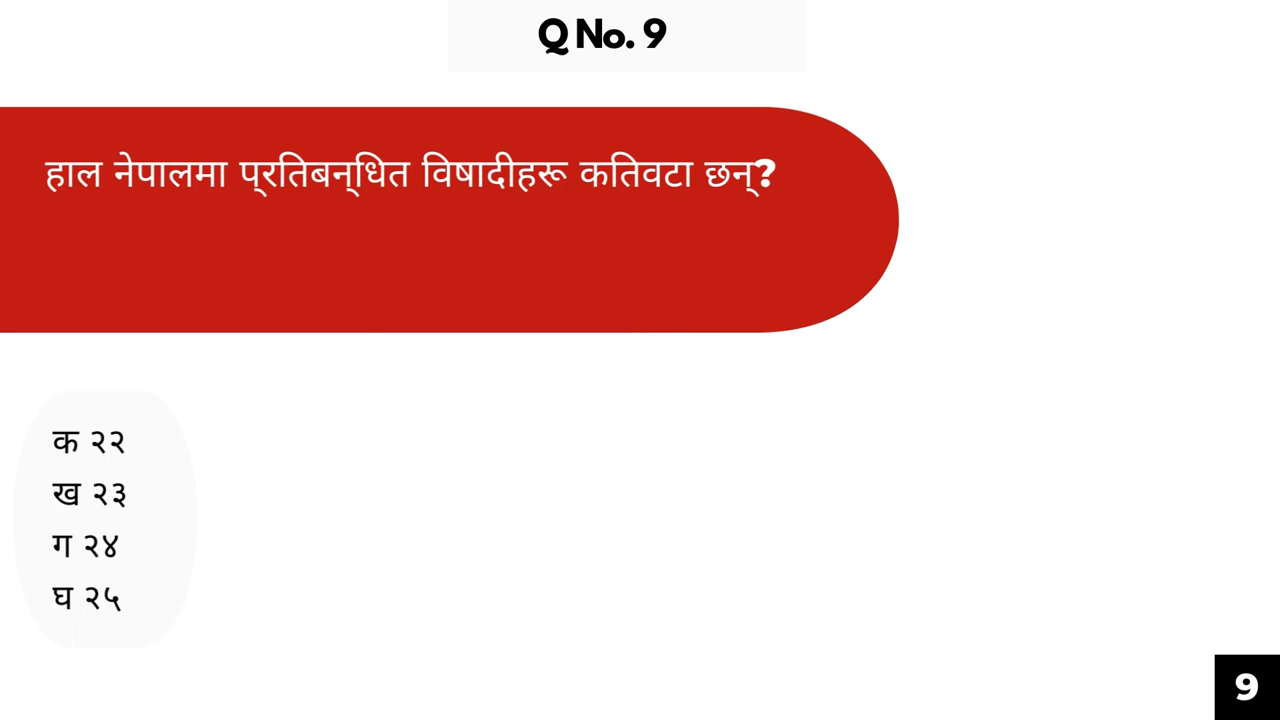 Q No. 9
हाल नेपालमा प्रतिबन्धित विषादीहरू कतिवटा छन्?
क २२
ख २३
ग २४
घ २५
9